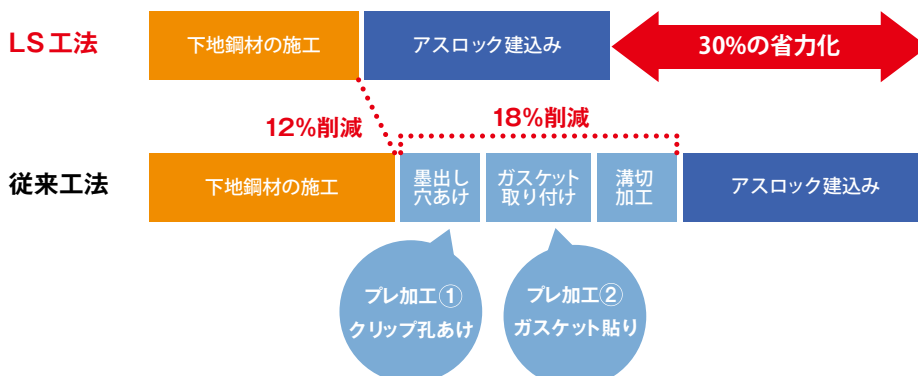 LS工法
下地鋼材の施工
アスロック建込み
30%の省力化
12%削減
18%削減
従来工法
下地鋼材の施工
墨出し
穴あけ
ガスケット
取り付け
溝切
加工
アスロック建込み
プレ加工①
クリップ孔あけ
プレ加工②
ガスケット貼り